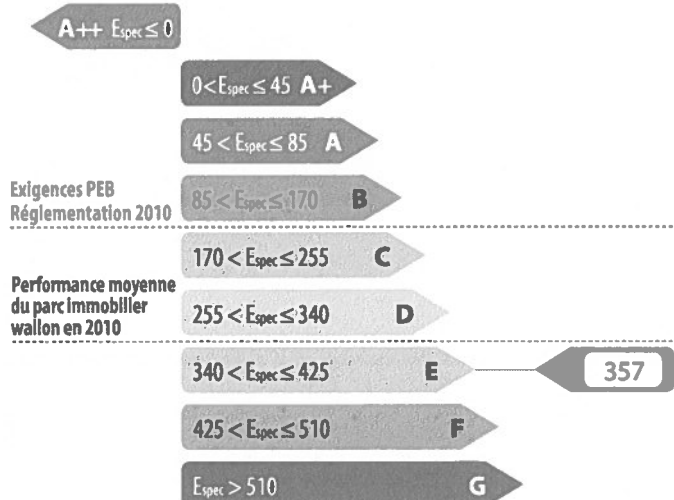 A++ Espec ≤ 0
0 < Espec ≤ 45 A+
45 < Espec ≤ 85 A
Exigences PEB
Réglementation 2010
85 < Espec ≤ 170 B
170 < Espec ≤ 255 C
Performance moyenne
du parc immobilier
wallon en 2010
255 < Espec ≤ 340 D
340 < Espec ≤ 425 E
357
425 < Espec ≤ 510 F
Espec > 510 G